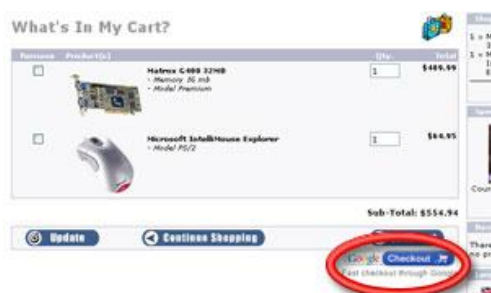 What's In My Cart?
Remove Product(s) Qty. Total
Matrox G400 32MB 1 $489.99
- Memory 16 mb
- Model Premium
Microsoft IntelliMouse Explorer 1 $64.95
- Model PS/2
Sub-Total: $554.94
Update Continue Shopping
Google Checkout
Fast checkout through Google